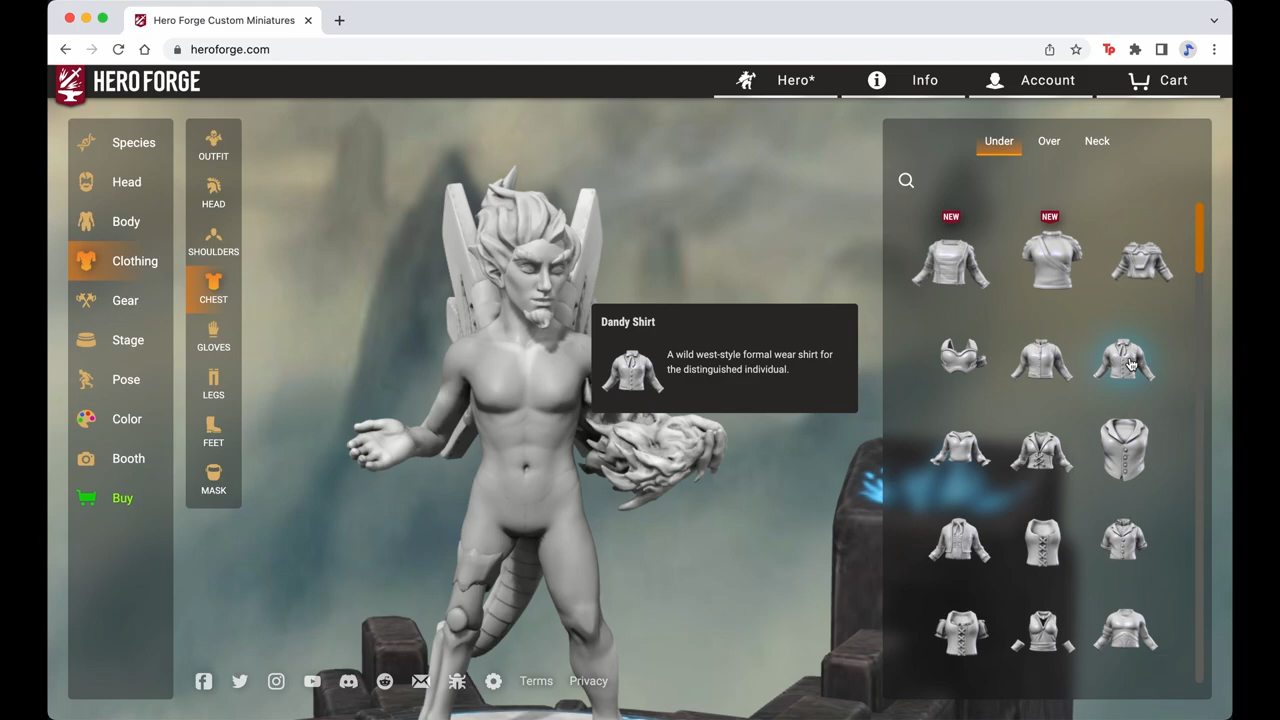 Hero Forge Custom Miniatures
heroforge.com
Tp
HERO FORGE
Hero*
Info
Account
Cart
Species
Head
Body
Clothing
Gear
Stage
Pose
Color
Booth
Buy
OUTFIT
HEAD
SHOULDERS
CHEST
GLOVES
LEGS
FEET
MASK
Under
Over
Neck
NEW
NEW
Dandy Shirt
A wild west-style formal wear shirt for
the distinguished individual.
Terms
Privacy